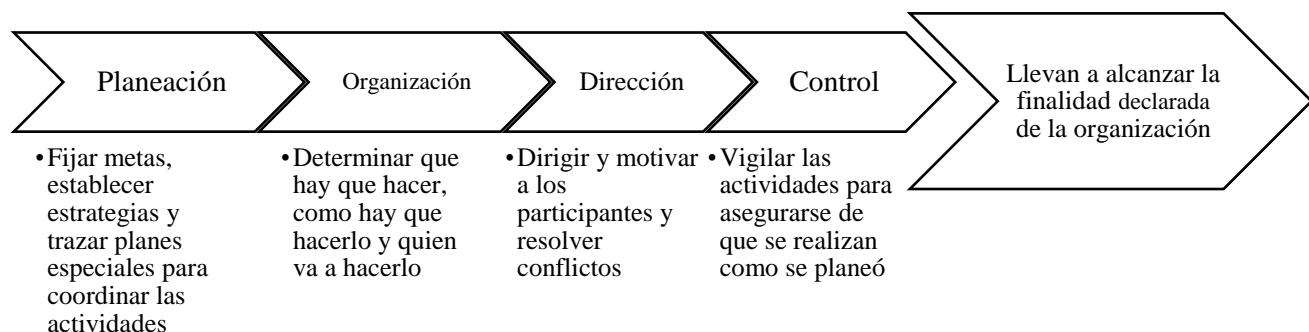 Planeación
Organización
Dirección
Control
Llevan a alcanzar la
finalidad declarada
de la organización
•Fijar metas,
establecer
estrategias y
trazar planes
especiales para
coordinar las
actividades
•Determinar que
hay que hacer,
como hay que
hacerlo y quien
va a hacerlo
•Dirigir y motivar
a los
participantes y
resolver
conflictos
•Vigilar las
actividades para
asegurarse de
que se realizan
como se planeó